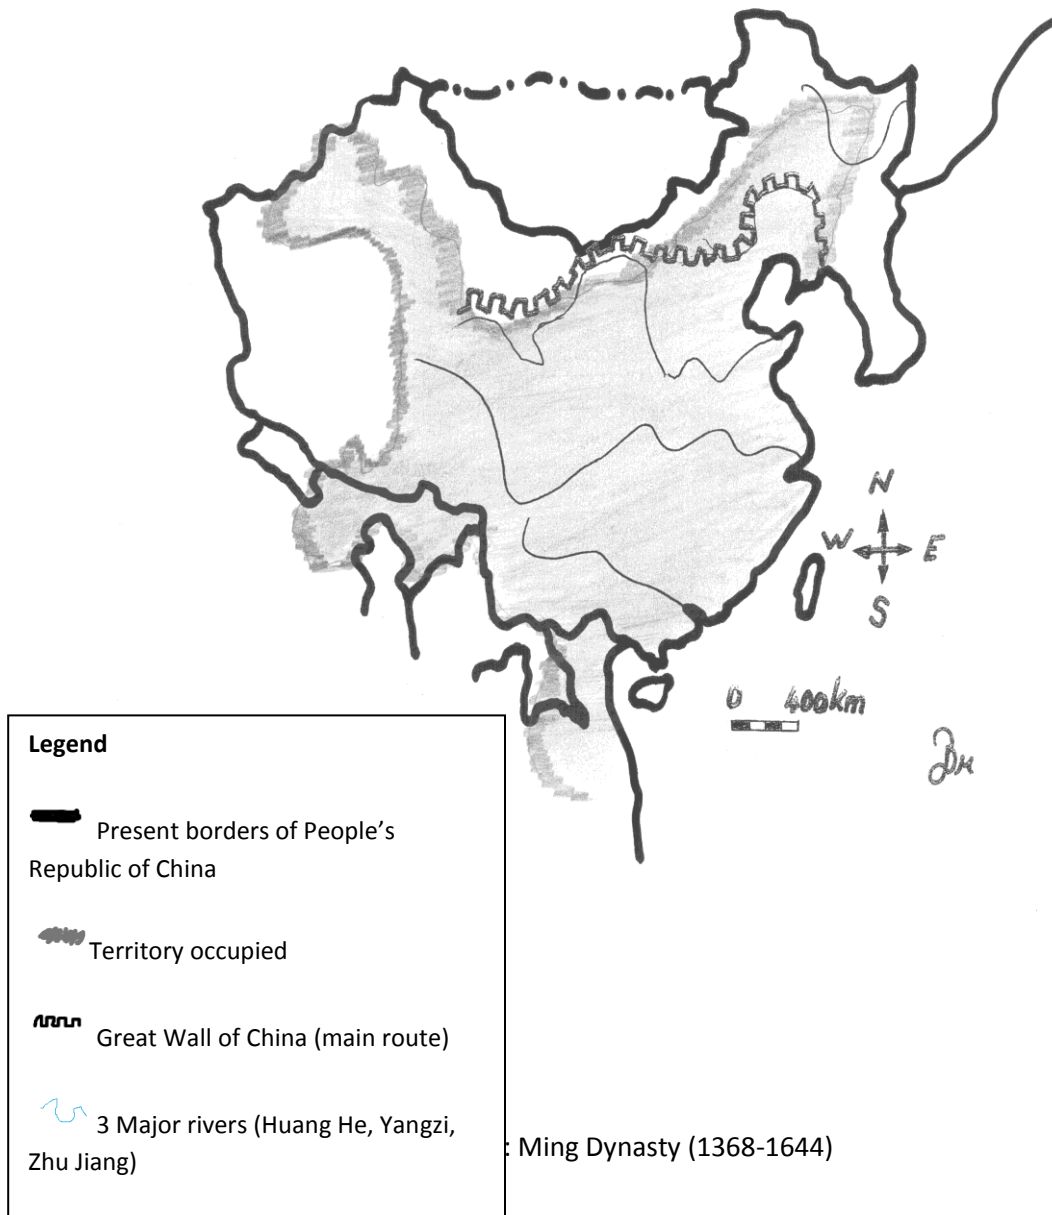 N
W E
S
0 400km
Legend
Present borders of People's
Republic of China
Territory occupied
Great Wall of China (main route)
3 Major rivers (Huang He, Yangzi,
Zhu Jiang)
: Ming Dynasty (1368-1644)